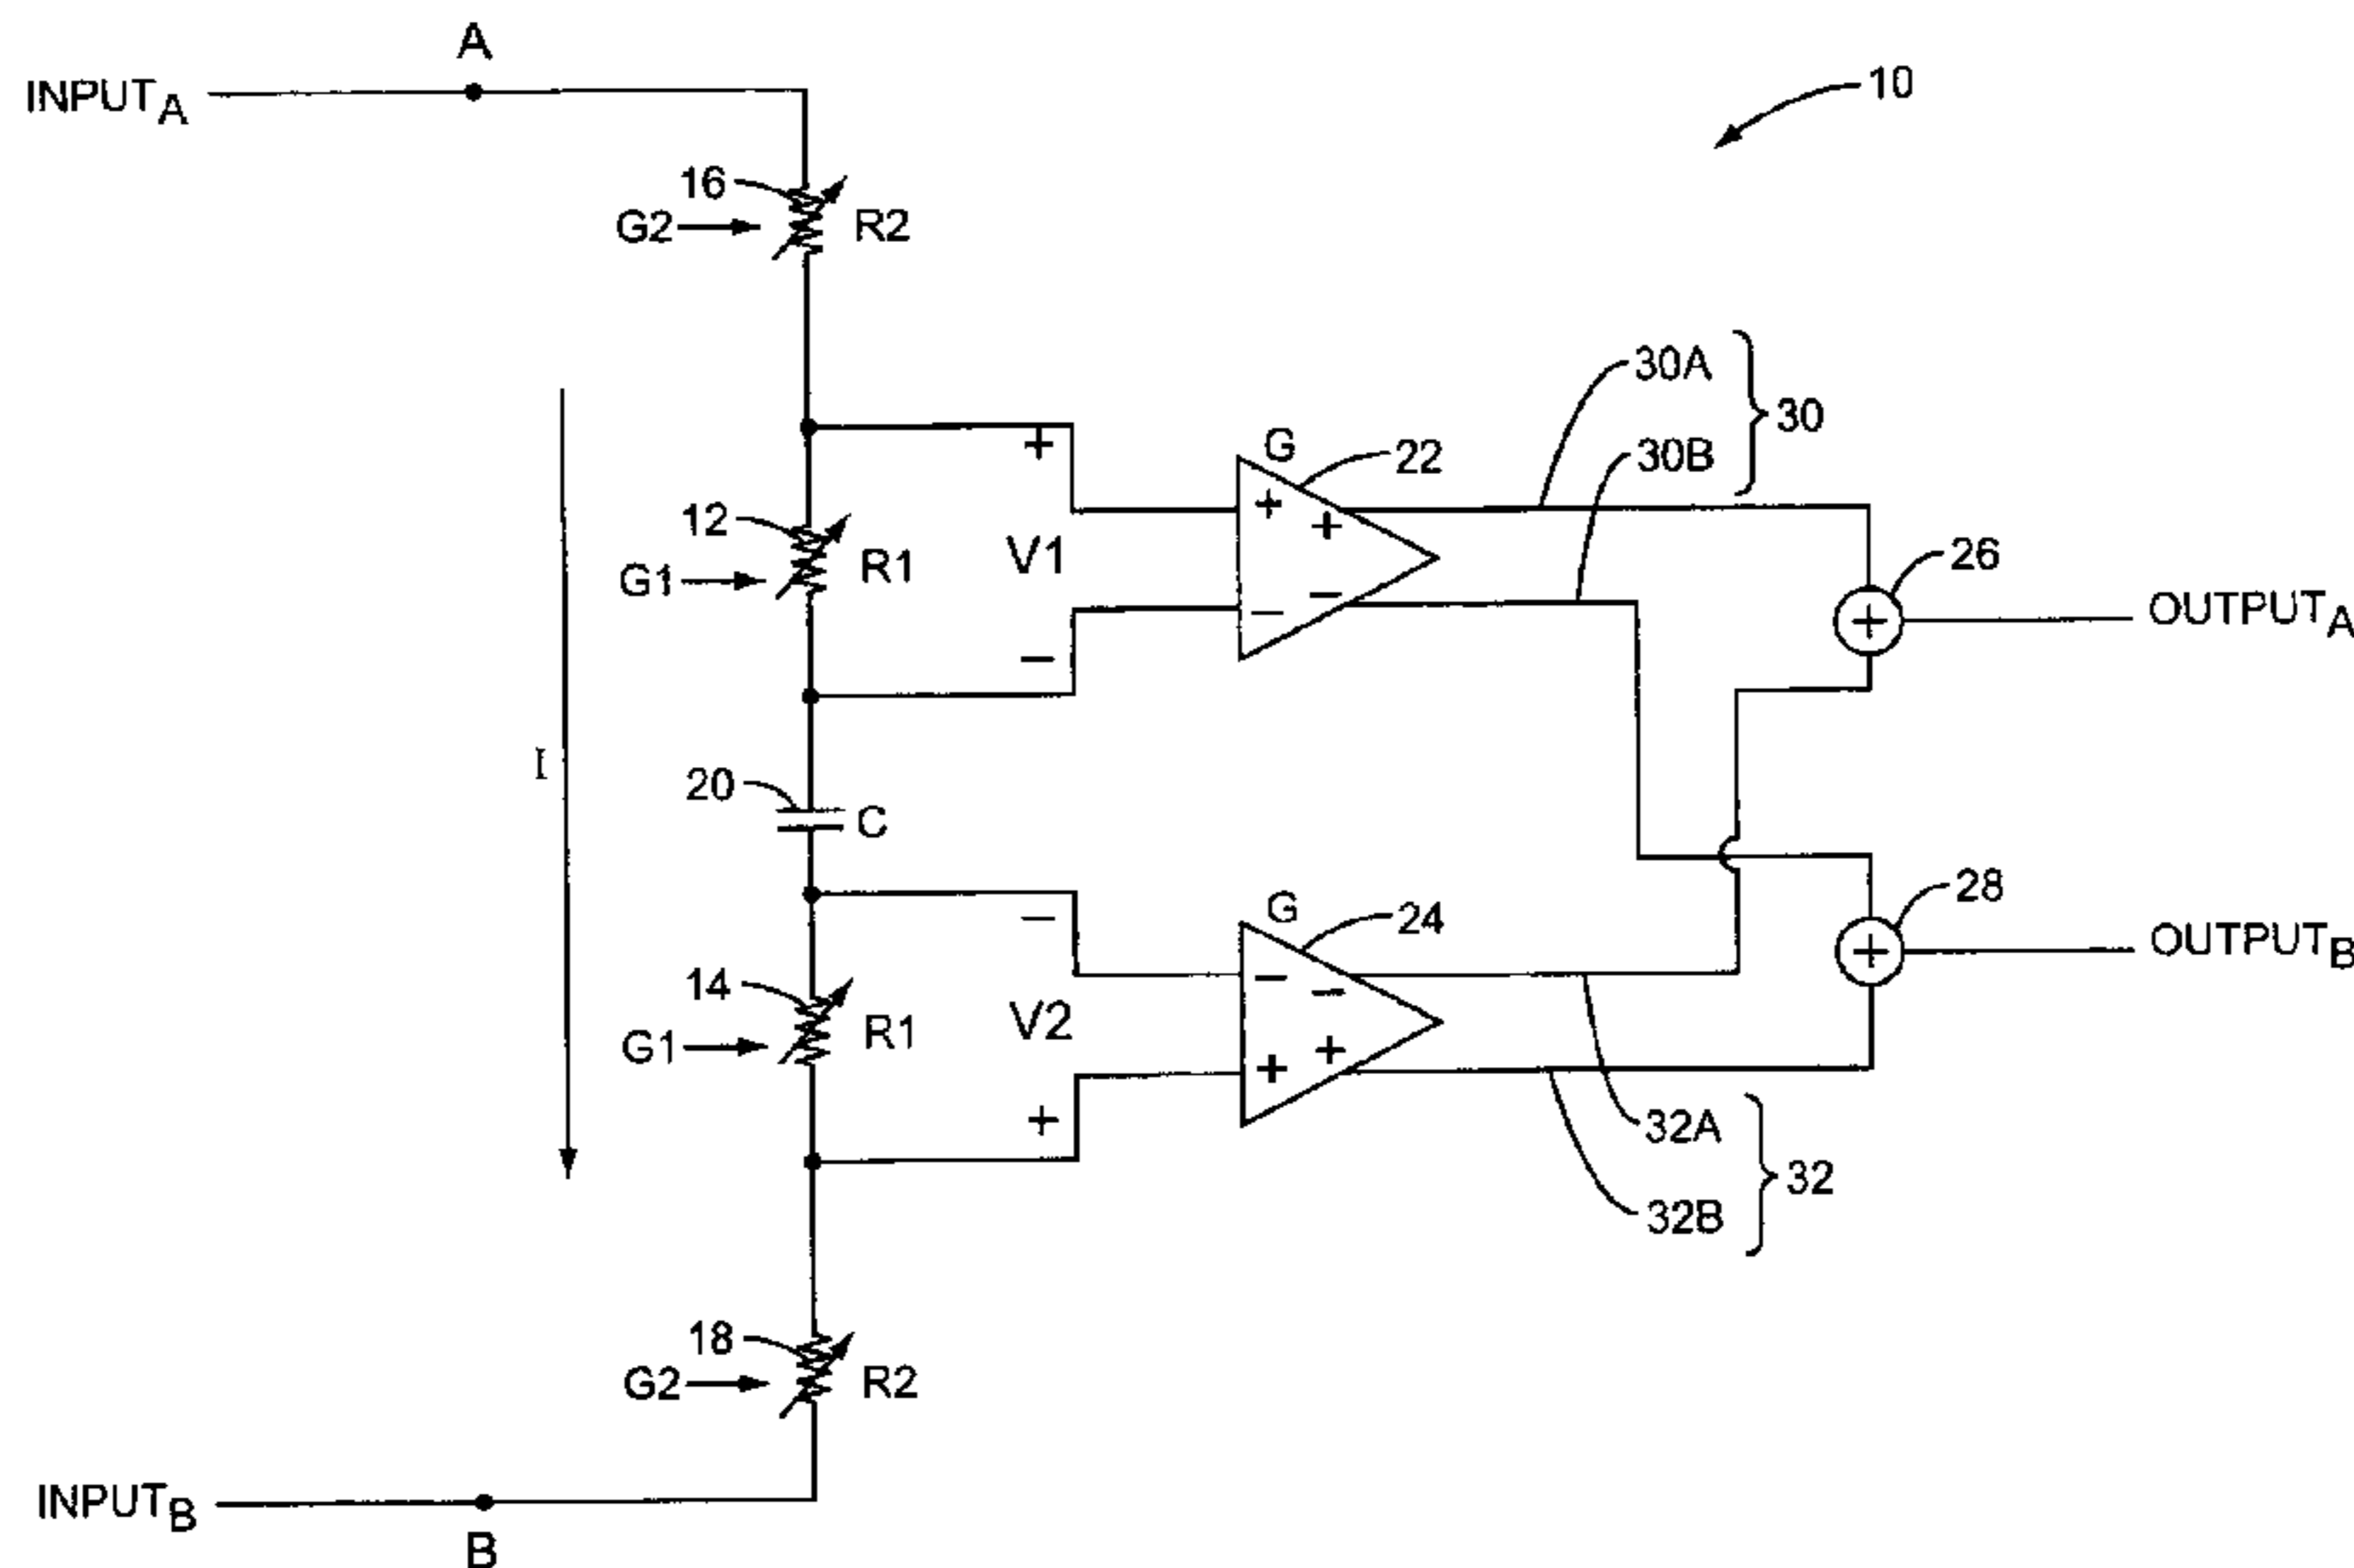 A
INPUTA
10
16
G2
R2
30A
30
30B
G
22
+
+
+
12
R1
V1
G1
−
−
−
26
+
OUTPUTA
I
20
C
28
+
OUTPUTB
G
24
−
−
−
14
R1
V2
G1
+
+
+
32A
32
32B
18
G2
R2
INPUTB
B